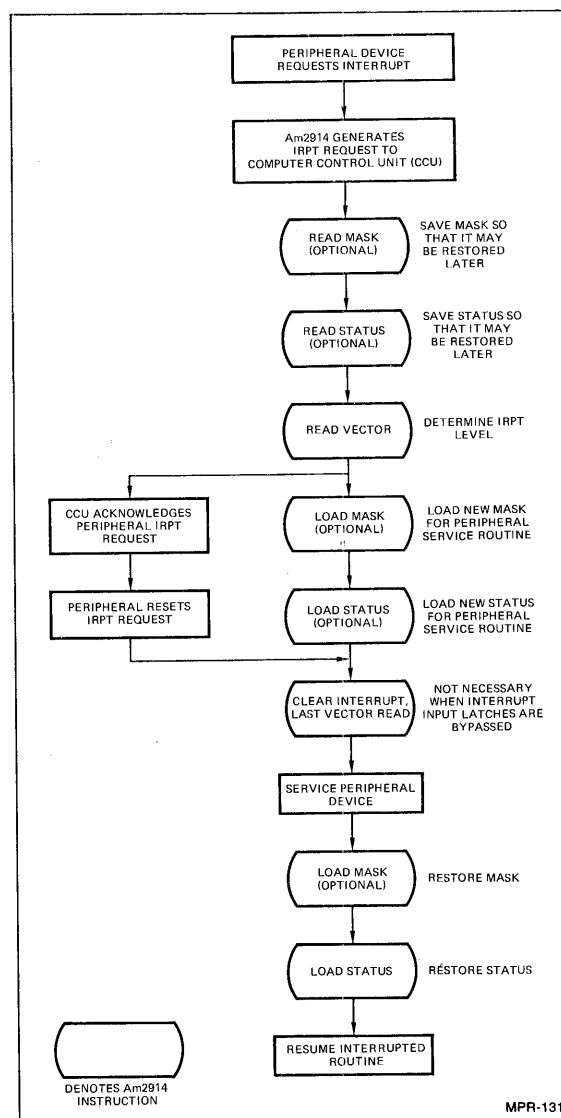 PERIPHERAL DEVICE
REQUESTS INTERRUPT
Am2914 GENERATES
IRPT REQUEST TO
COMPUTER CONTROL UNIT (CCU)
READ MASK
(OPTIONAL)
SAVE MASK SO
THAT IT MAY
BE RESTORED
LATER
READ STATUS
(OPTIONAL)
SAVE STATUS SO
THAT IT MAY
BE RESTORED
LATER
READ VECTOR
DETERMINE IRPT
LEVEL
CCU ACKNOWLEDGES
PERIPHERAL IRPT
REQUEST
LOAD MASK
(OPTIONAL)
LOAD NEW MASK
FOR PERIPHERAL
SERVICE ROUTINE
PERIPHERAL RESETS
IRPT REQUEST
LOAD STATUS
(OPTIONAL)
LOAD NEW STATUS
FOR PERIPHERAL
SERVICE ROUTINE
CLEAR INTERRUPT,
LAST VECTOR READ
NOT NECESSARY
WHEN INTERRUPT
INPUT LATCHES ARE
BYPASSED
SERVICE PERIPHERAL
DEVICE
LOAD MASK
(OPTIONAL)
RESTORE MASK
LOAD STATUS
RESTORE STATUS
RESUME INTERRUPTED
ROUTINE
DENOTES Am2914
INSTRUCTION
MPR-131